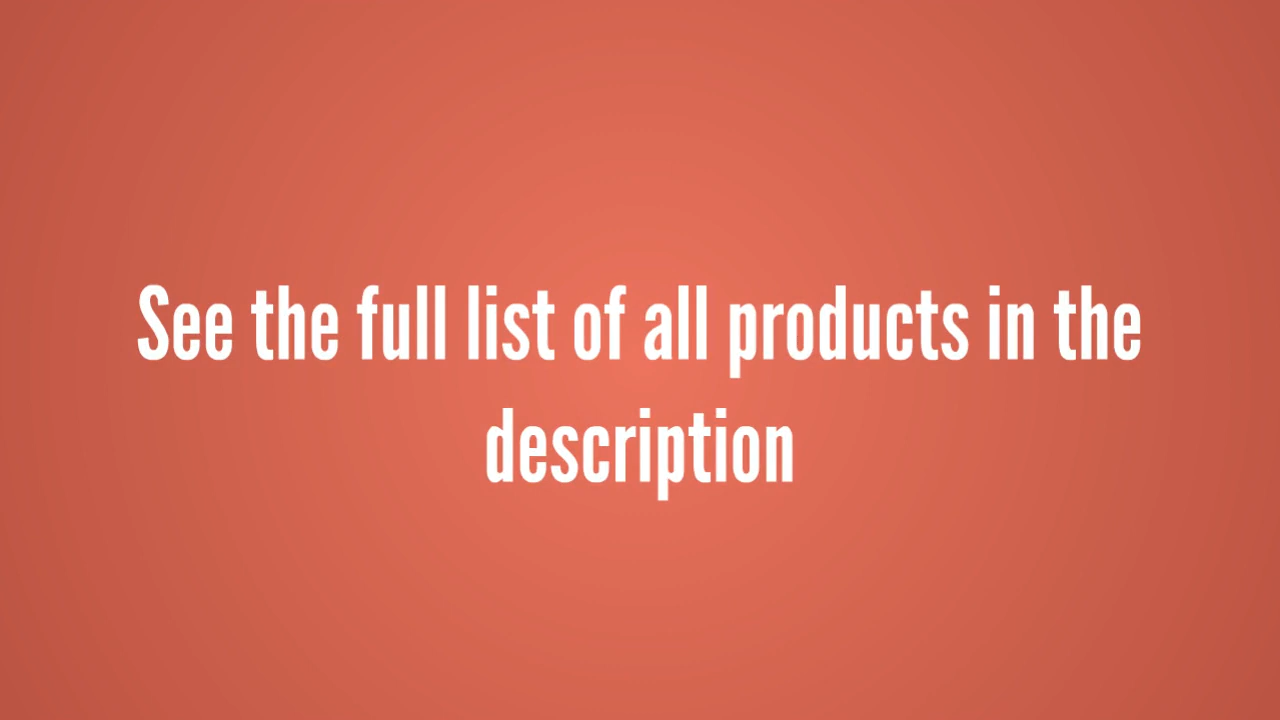 See the full list of all products in the
description